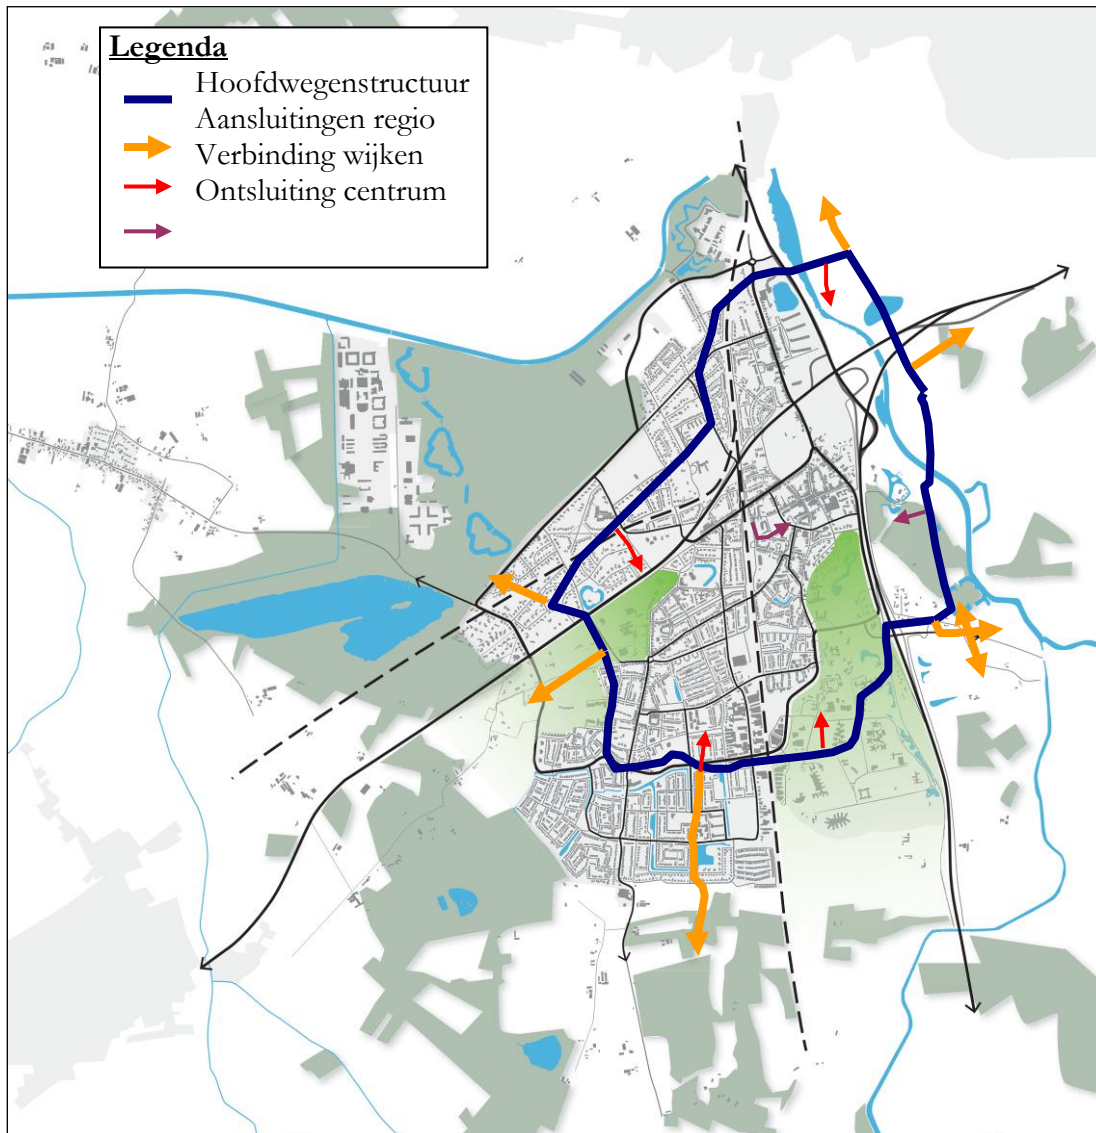 Legenda
Hoofdwegenstructuur
Aansluitingen regio
Verbinding wijken
Ontsluiting centrum